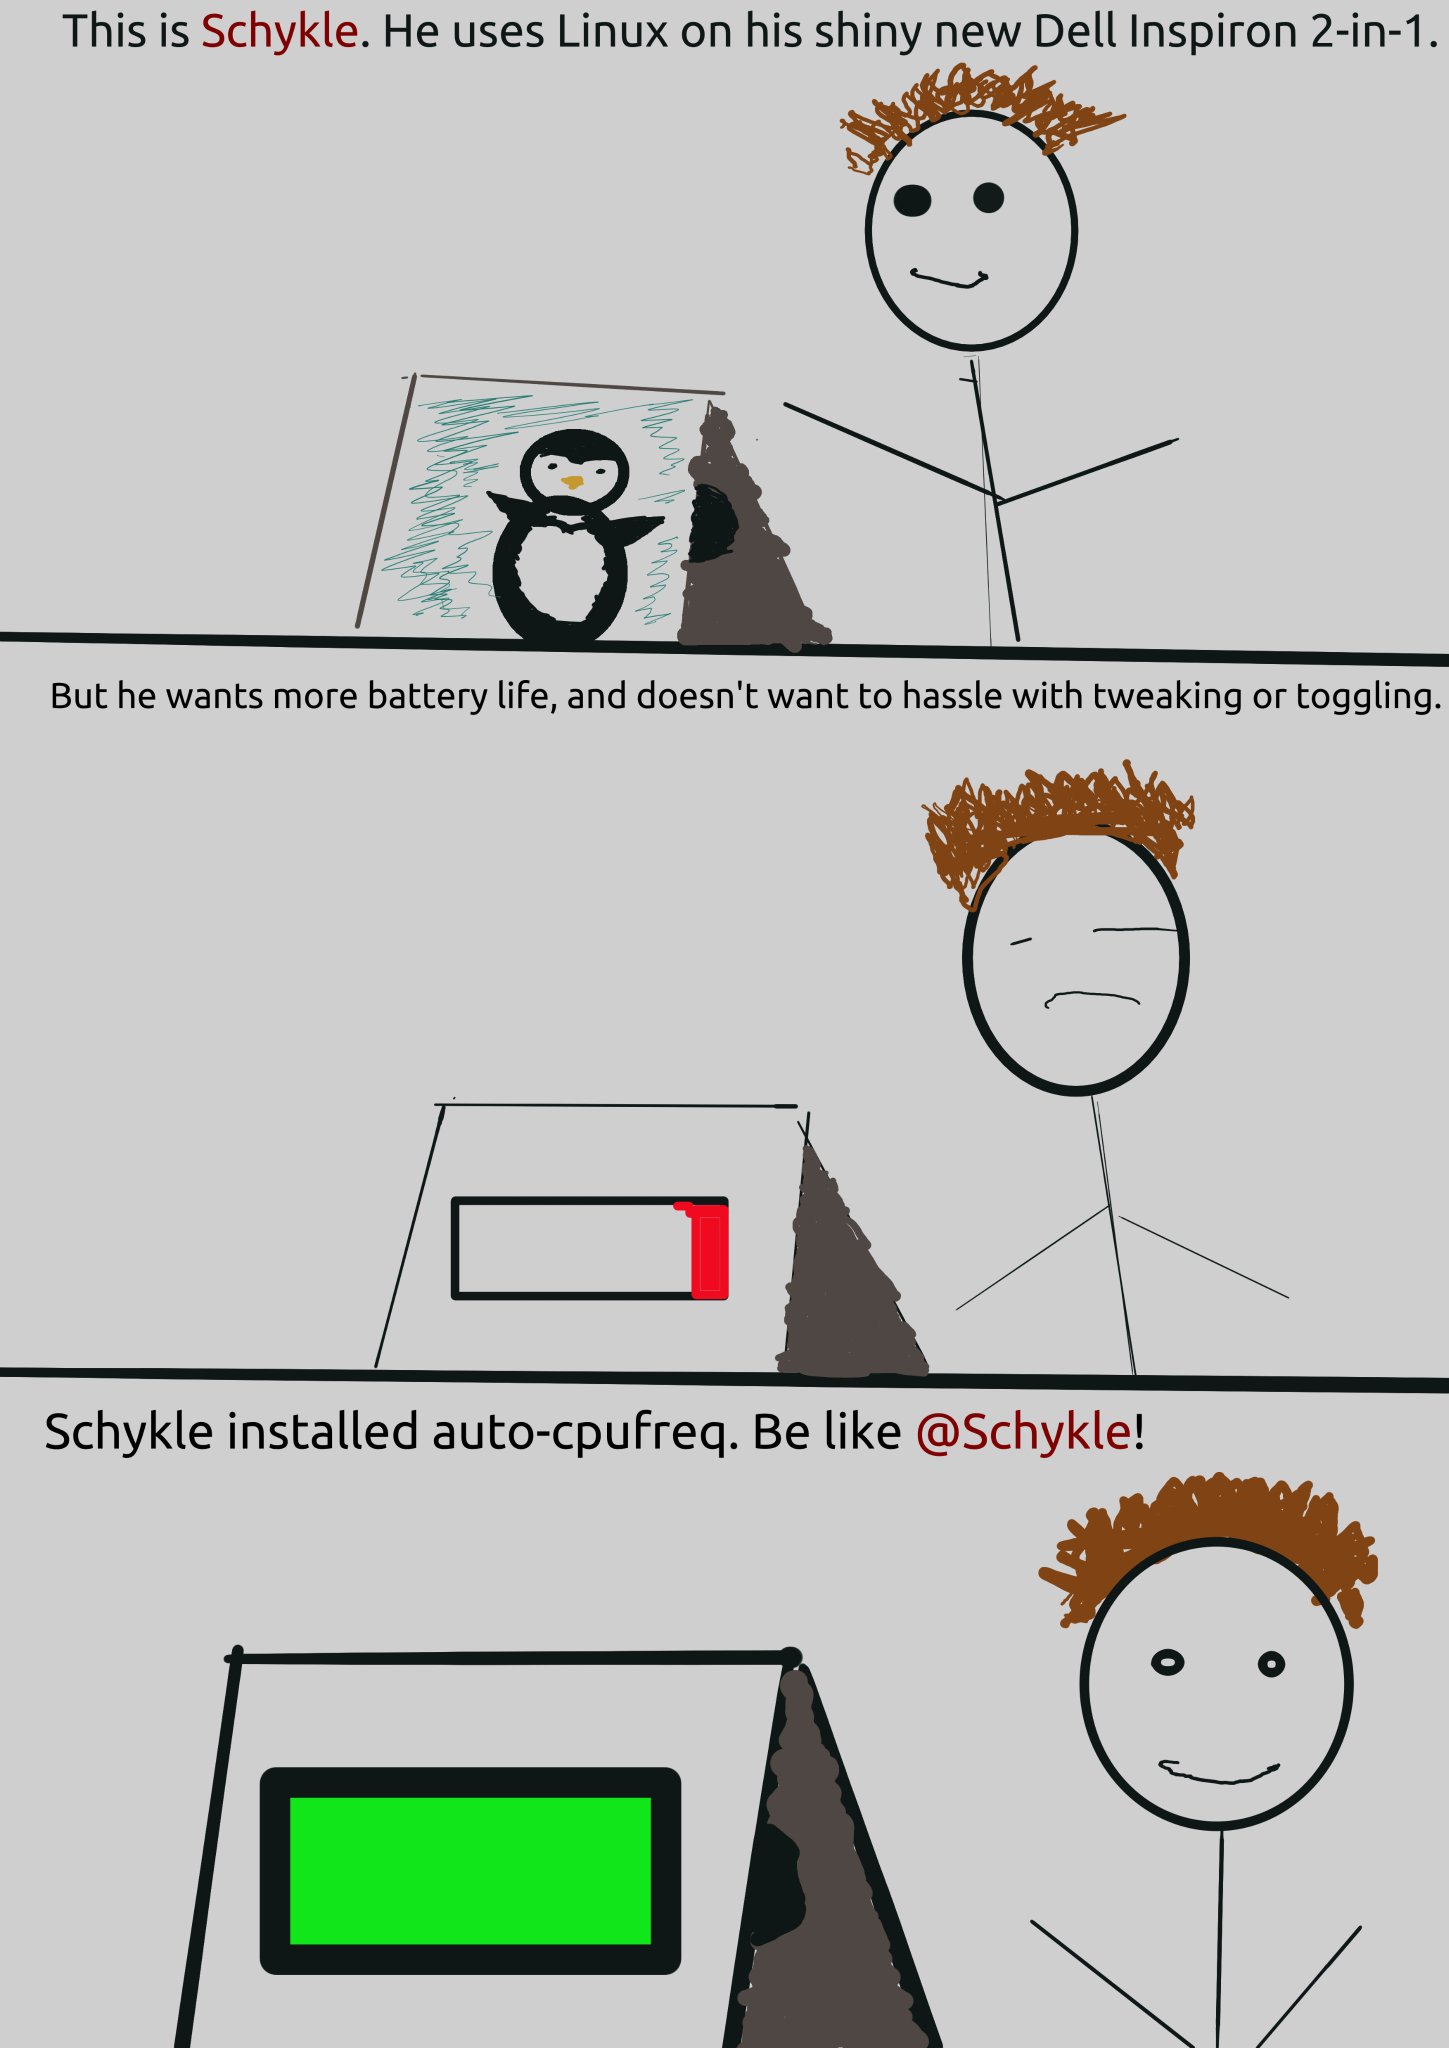 This is Schykle. He uses Linux on his shiny new Dell Inspiron 2-in-1.
But he wants more battery life, and doesn't want to hassle with tweaking or toggling.
Schykle installed auto-cpufreq. Be like @Schykle!